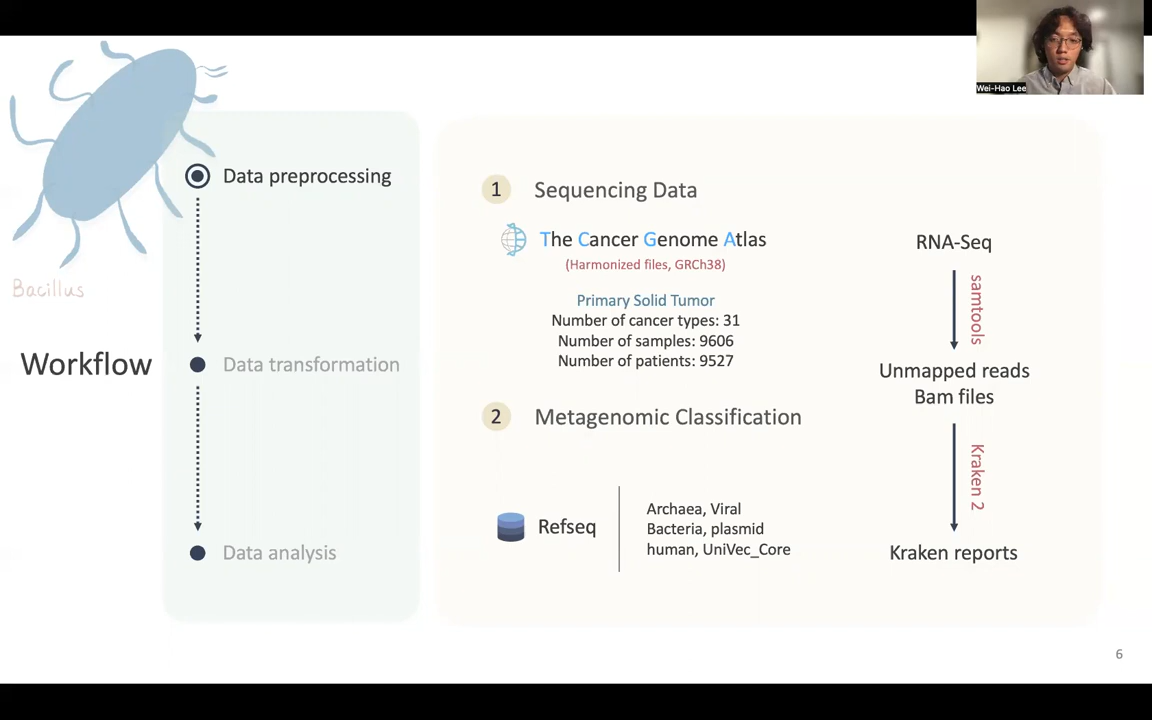 Wei-Hao Lee
Bacillus
Workflow
Data preprocessing
Data transformation
Data analysis
1
Sequencing Data
The Cancer Genome Atlas
(Harmonized files, GRCh38)
Primary Solid Tumor
Number of cancer types: 31
Number of samples: 9606
Number of patients: 9527
2
Metagenomic Classification
Refseq
Archaea, Viral
Bacteria, plasmid
human, UniVec_Core
RNA-Seq
samtools
Unmapped reads
Bam files
Kraken 2
Kraken reports
6